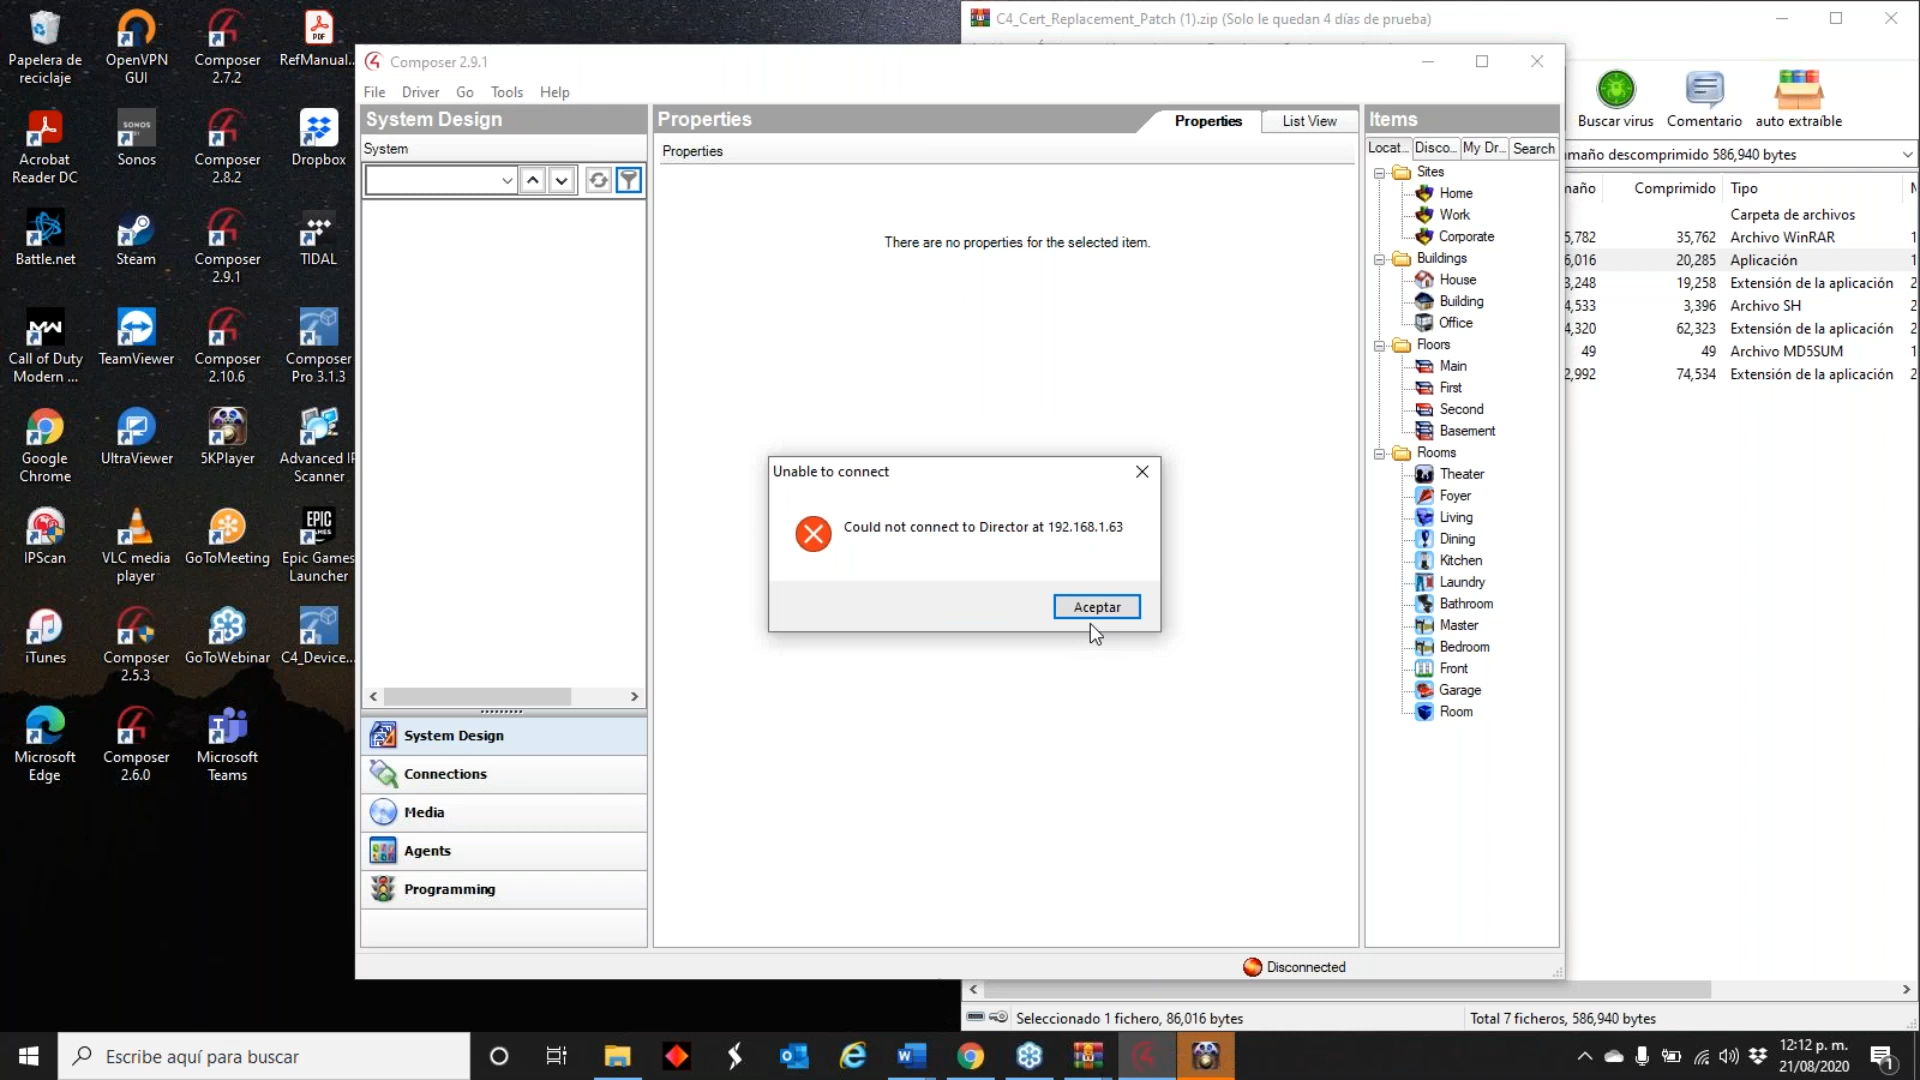 Papelera de
reciclaje
OpenVPN
GUI
Composer
2.7.2
RefManual...
Acrobat
Reader DC
SONOS
Sonos
Composer
2.8.2
Dropbox
Battle.net
Steam
Composer
2.9.1
TIDAL
Call of Duty
Modern ...
TeamViewer
Composer
2.10.6
Composer
Pro 3.1.3
Google
Chrome
UltraViewer
5KPlayer
Advanced IP
Scanner
IPScan
VLC media
player
GoToMeeting
EPIC
GAMES
Epic Games
Launcher
iTunes
Composer
2.5.3
GoToWebinar
C4_Device...
Microsoft
Edge
Composer
2.6.0
Microsoft
Teams
C4_Cert_Replacement_Patch (1).zip (Solo le quedan 4 días de prueba)
Buscar virus
Comentario
auto extraíble
maño descomprimido 586,940 bytes
maño
Comprimido
Tipo
Carpeta de archivos
5,782
35,762
Archivo WinRAR
6,016
20,285
Aplicación
3,248
19,258
Extensión de la aplicación
4,533
3,396
Archivo SH
4,320
62,323
Extensión de la aplicación
49
49
Archivo MD5SUM
2,992
74,534
Extensión de la aplicación
Seleccionado 1 fichero, 86,016 bytes
Total 7 ficheros, 586,940 bytes
Composer 2.9.1
File
Driver
Go
Tools
Help
System Design
System
Properties
Properties
List View
Properties
There are no properties for the selected item.
Items
Locat...
Disco...
My Dr...
Search
Sites
Home
Work
Corporate
Buildings
House
Building
Office
Floors
Main
First
Second
Basement
Rooms
Theater
Foyer
Living
Dining
Kitchen
Laundry
Bathroom
Master
Bedroom
Front
Garage
Room
Unable to connect
Could not connect to Director at 192.168.1.63
Aceptar
System Design
Connections
Media
Agents
Programming
Disconnected
Escribe aquí para buscar
12:12 p. m.
21/08/2020
1